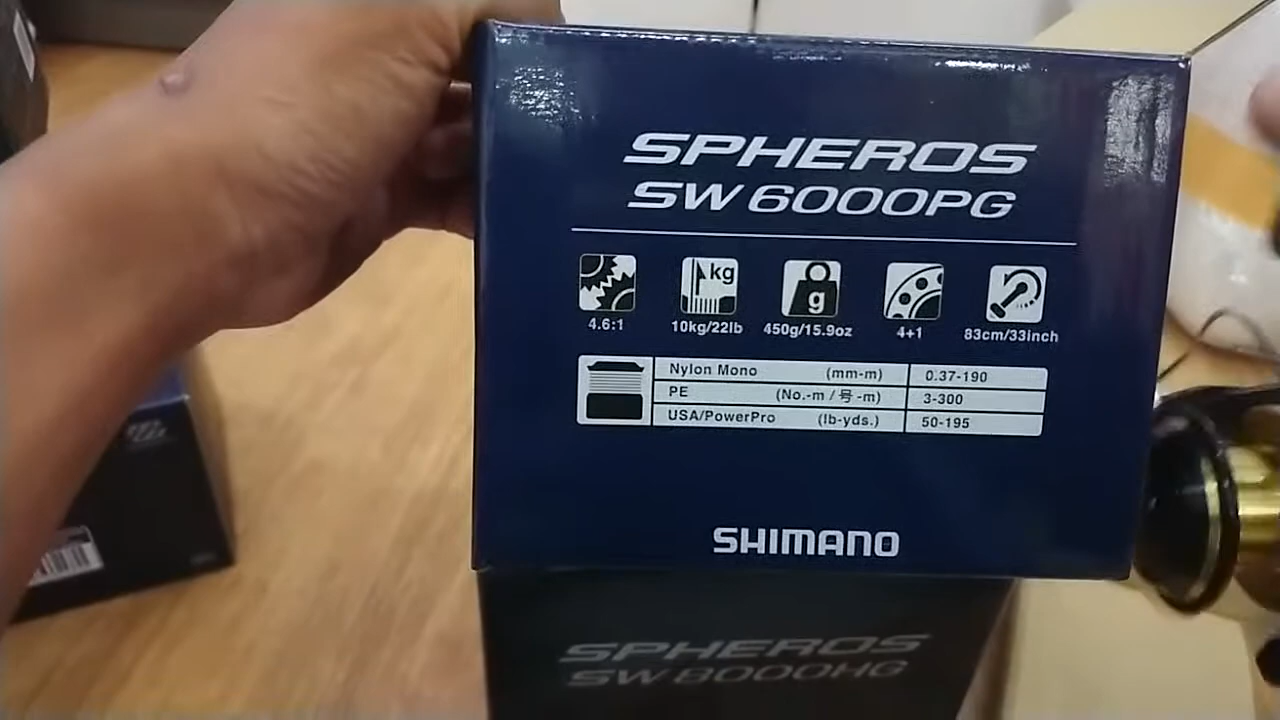 SPHEROS
SW 6000PG
kg
g
4.6:1
10kg/22lb
450g/15.9oz
4+1
83cm/33inch
Nylon Mono (mm-m) 0.37-190
PE (No.-m / 号 -m) 3-300
USA/PowerPro (lb-yds.) 50-195
SHIMANO
SPHEROS
SW 8000HG